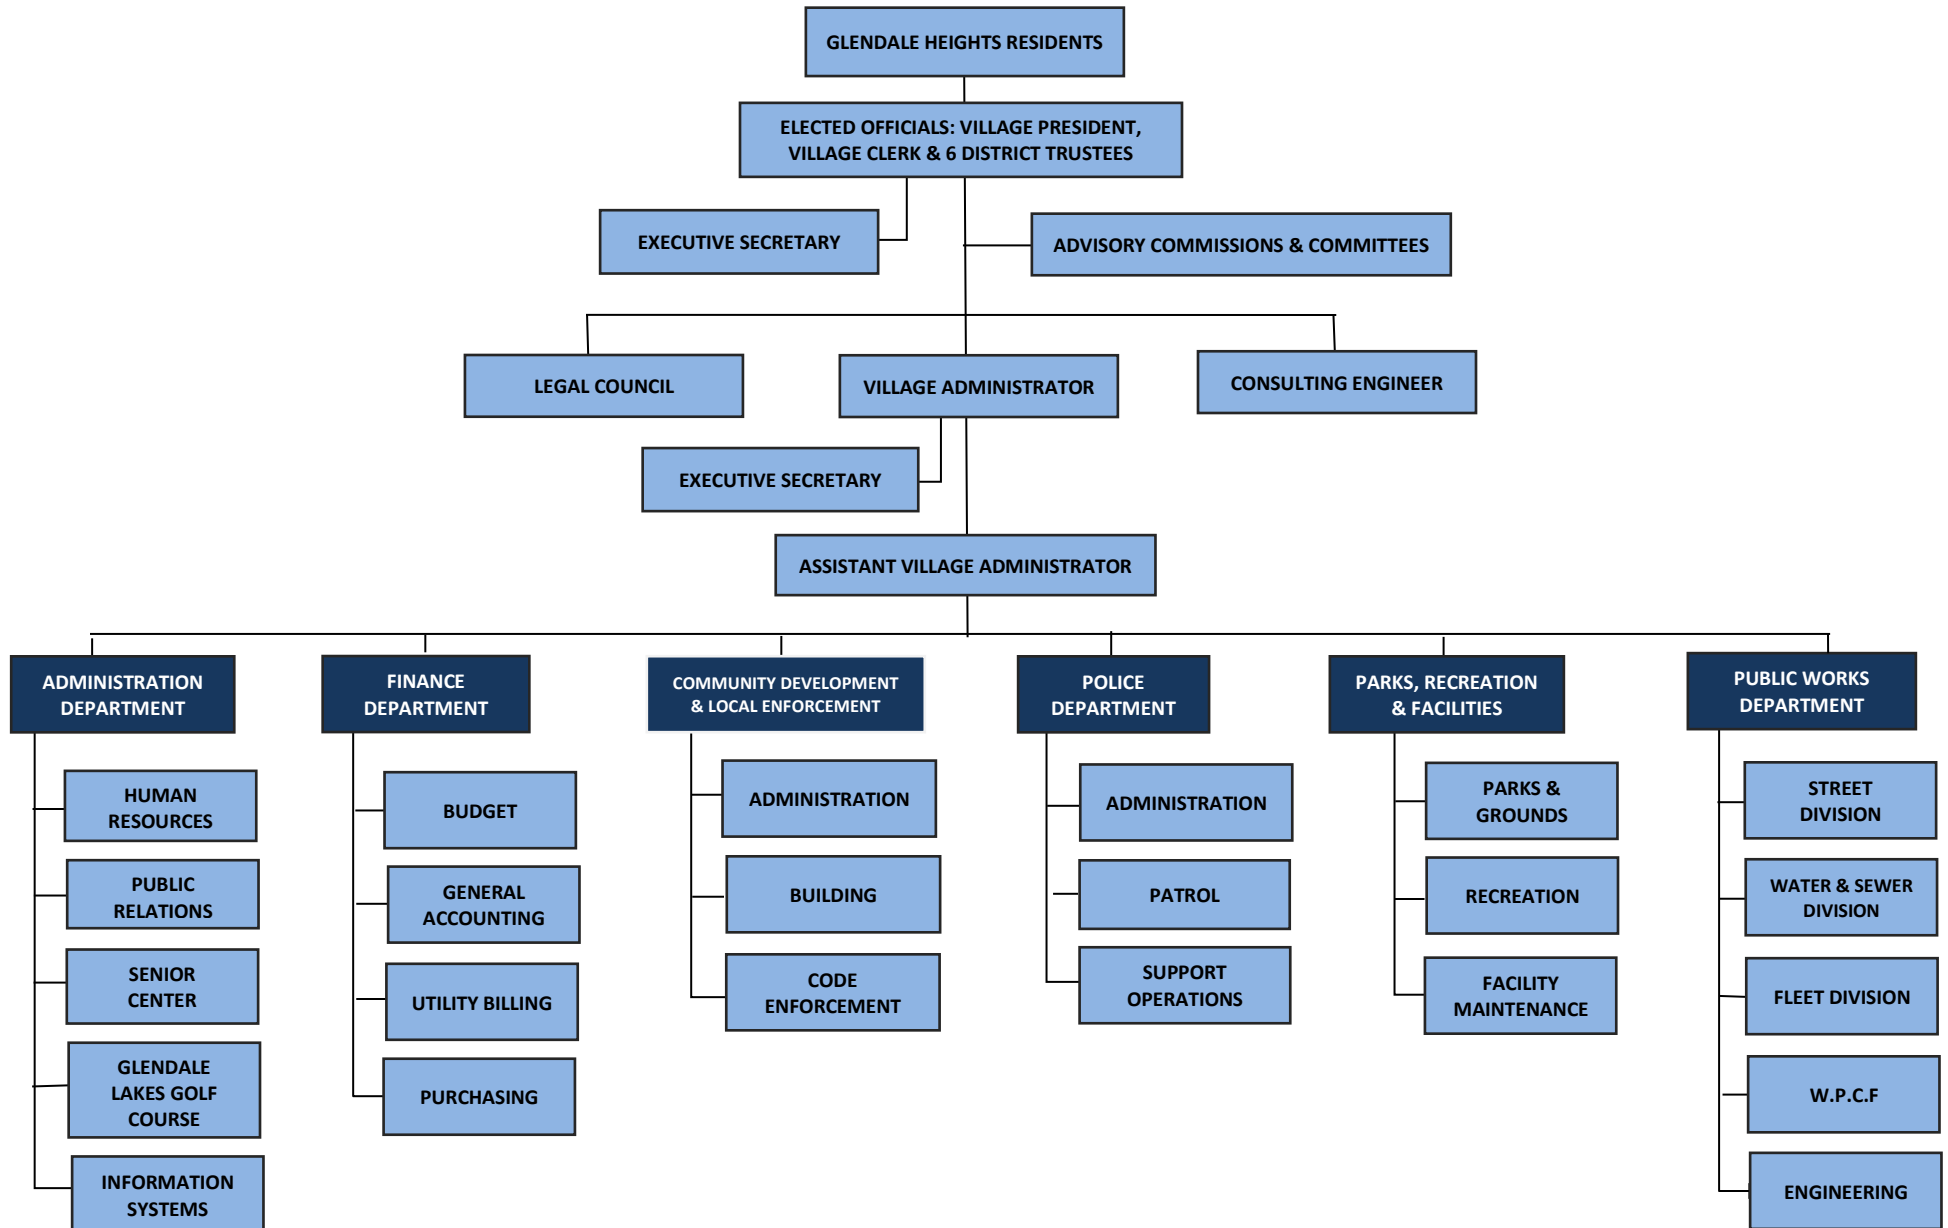 GLENDALE HEIGHTS RESIDENTS
ELECTED OFFICIALS: VILLAGE PRESIDENT,
VILLAGE CLERK & 6 DISTRICT TRUSTEES
EXECUTIVE SECRETARY
ADVISORY COMMISSIONS & COMMITTEES
LEGAL COUNCIL
VILLAGE ADMINISTRATOR
CONSULTING ENGINEER
EXECUTIVE SECRETARY
ASSISTANT VILLAGE ADMINISTRATOR
ADMINISTRATION
DEPARTMENT
HUMAN
RESOURCES
PUBLIC
RELATIONS
SENIOR
CENTER
GLENDALE
LAKES GOLF
COURSE
INFORMATION
SYSTEMS
FINANCE
DEPARTMENT
BUDGET
GENERAL
ACCOUNTING
UTILITY BILLING
PURCHASING
COMMUNITY DEVELOPMENT
& LOCAL ENFORCEMENT
ADMINISTRATION
BUILDING
CODE
ENFORCEMENT
POLICE
DEPARTMENT
ADMINISTRATION
PATROL
SUPPORT
OPERATIONS
PARKS, RECREATION
& FACILITIES
PARKS &
GROUNDS
RECREATION
FACILITY
MAINTENANCE
PUBLIC WORKS
DEPARTMENT
STREET
DIVISION
WATER & SEWER
DIVISION
FLEET DIVISION
W.P.C.F
ENGINEERING